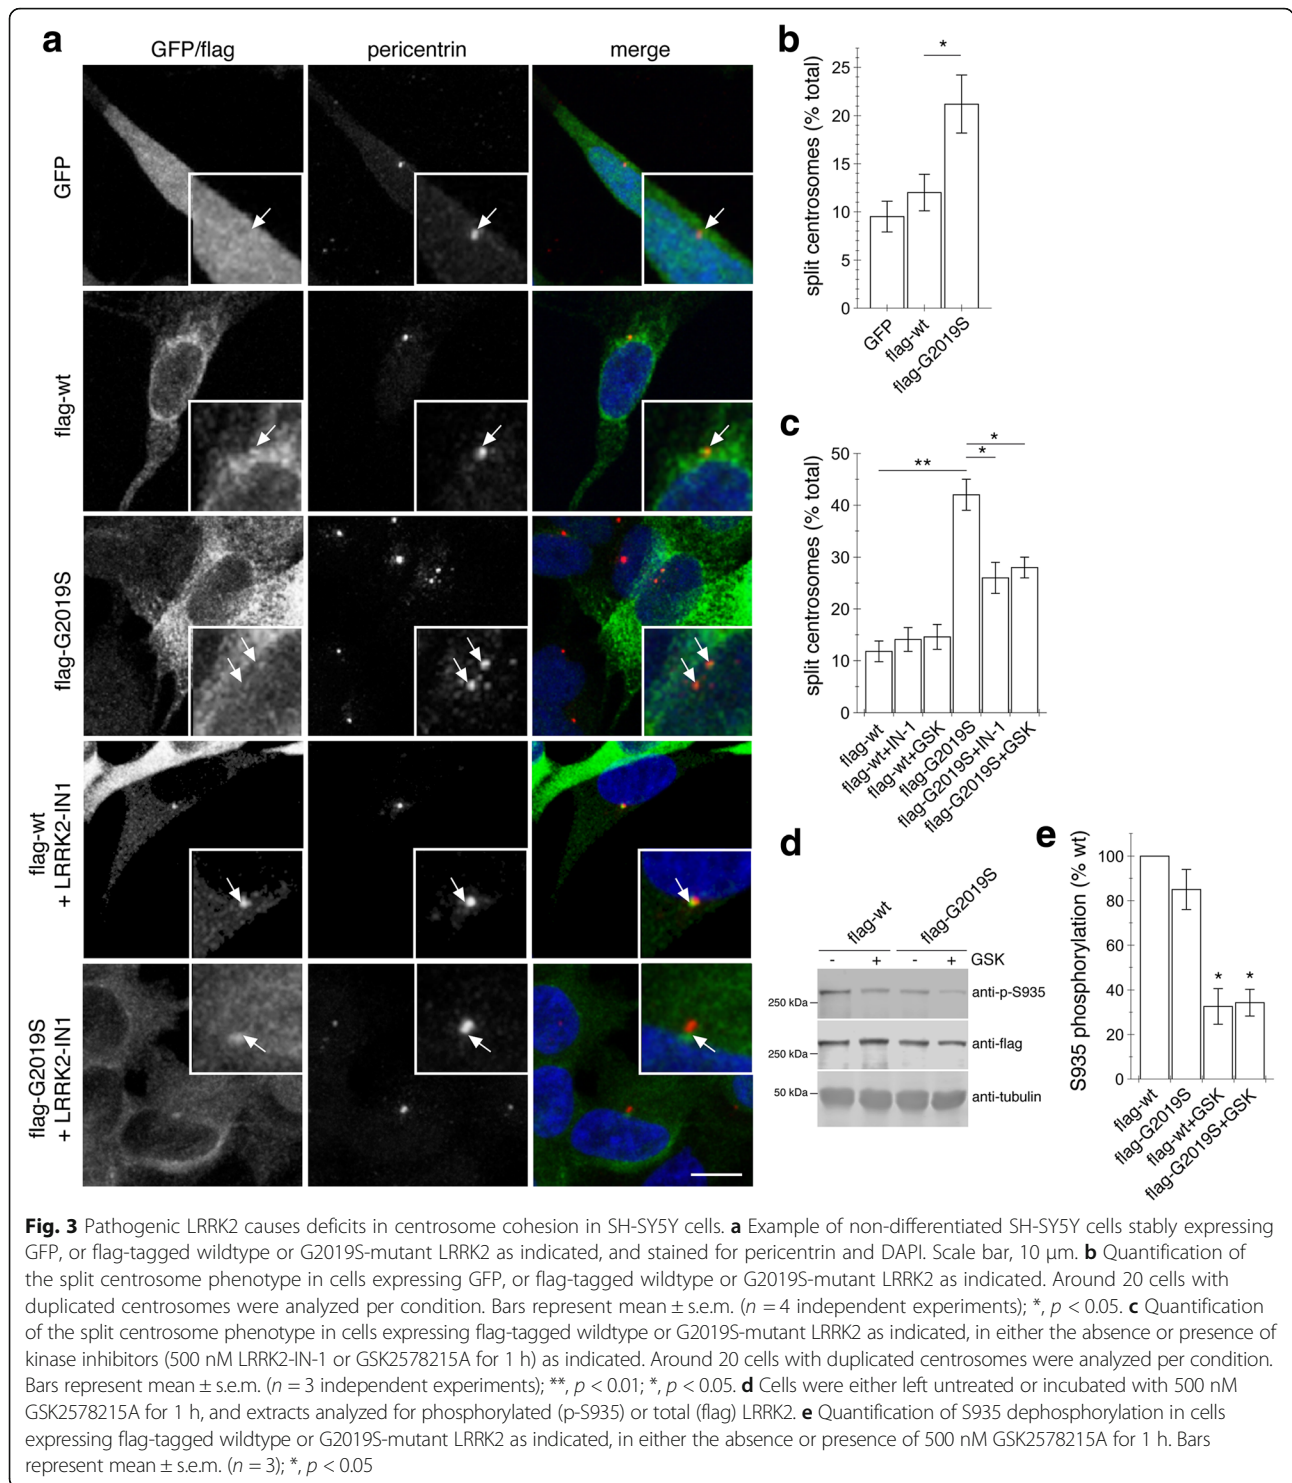 a
GFP/flag
pericentrin
merge
GFP
flag-wt
flag-G2019S
flag-wt
+ LRRK2-IN1
flag-G2019S
+ LRRK2-IN1
b
split centrosomes (% total)
25
20
15
10
5
0
*
GFP
flag-wt
flag-G2019S
c
split centrosomes (% total)
50
40
30
20
10
0
**
*
*
flag-wt
flag-wt+IN-1
flag-wt+GSK
flag-G2019S
flag-G2019S+IN-1
flag-G2019S+GSK
d
flag-wt
flag-G2019S
- + - + GSK
250 kDa
anti-p-S935
250 kDa
anti-flag
50 kDa
anti-tubulin
e
S935 phosphorylation (% wt)
100
80
60
40
20
0
* *
flag-wt
flag-G2019S
flag-wt+GSK
flag-G2019S+GSK
Fig. 3 Pathogenic LRRK2 causes deficits in centrosome cohesion in SH-SY5Y cells. a Example of non-differentiated SH-SY5Y cells stably expressing
GFP, or flag-tagged wildtype or G2019S-mutant LRRK2 as indicated, and stained for pericentrin and DAPI. Scale bar, 10 μm. b Quantification of
the split centrosome phenotype in cells expressing GFP, or flag-tagged wildtype or G2019S-mutant LRRK2 as indicated. Around 20 cells with
duplicated centrosomes were analyzed per condition. Bars represent mean ± s.e.m. (n = 4 independent experiments); *, p < 0.05. c Quantification
of the split centrosome phenotype in cells expressing flag-tagged wildtype or G2019S-mutant LRRK2 as indicated, in either the absence or presence of
kinase inhibitors (500 nM LRRK2-IN-1 or GSK2578215A for 1 h) as indicated. Around 20 cells with duplicated centrosomes were analyzed per condition.
Bars represent mean ± s.e.m. (n = 3 independent experiments); **, p < 0.01; *, p < 0.05. d Cells were either left untreated or incubated with 500 nM
GSK2578215A for 1 h, and extracts analyzed for phosphorylated (p-S935) or total (flag) LRRK2. e Quantification of S935 dephosphorylation in cells
expressing flag-tagged wildtype or G2019S-mutant LRRK2 as indicated, in either the absence or presence of 500 nM GSK2578215A for 1 h. Bars
represent mean ± s.e.m. (n = 3); *, p < 0.05